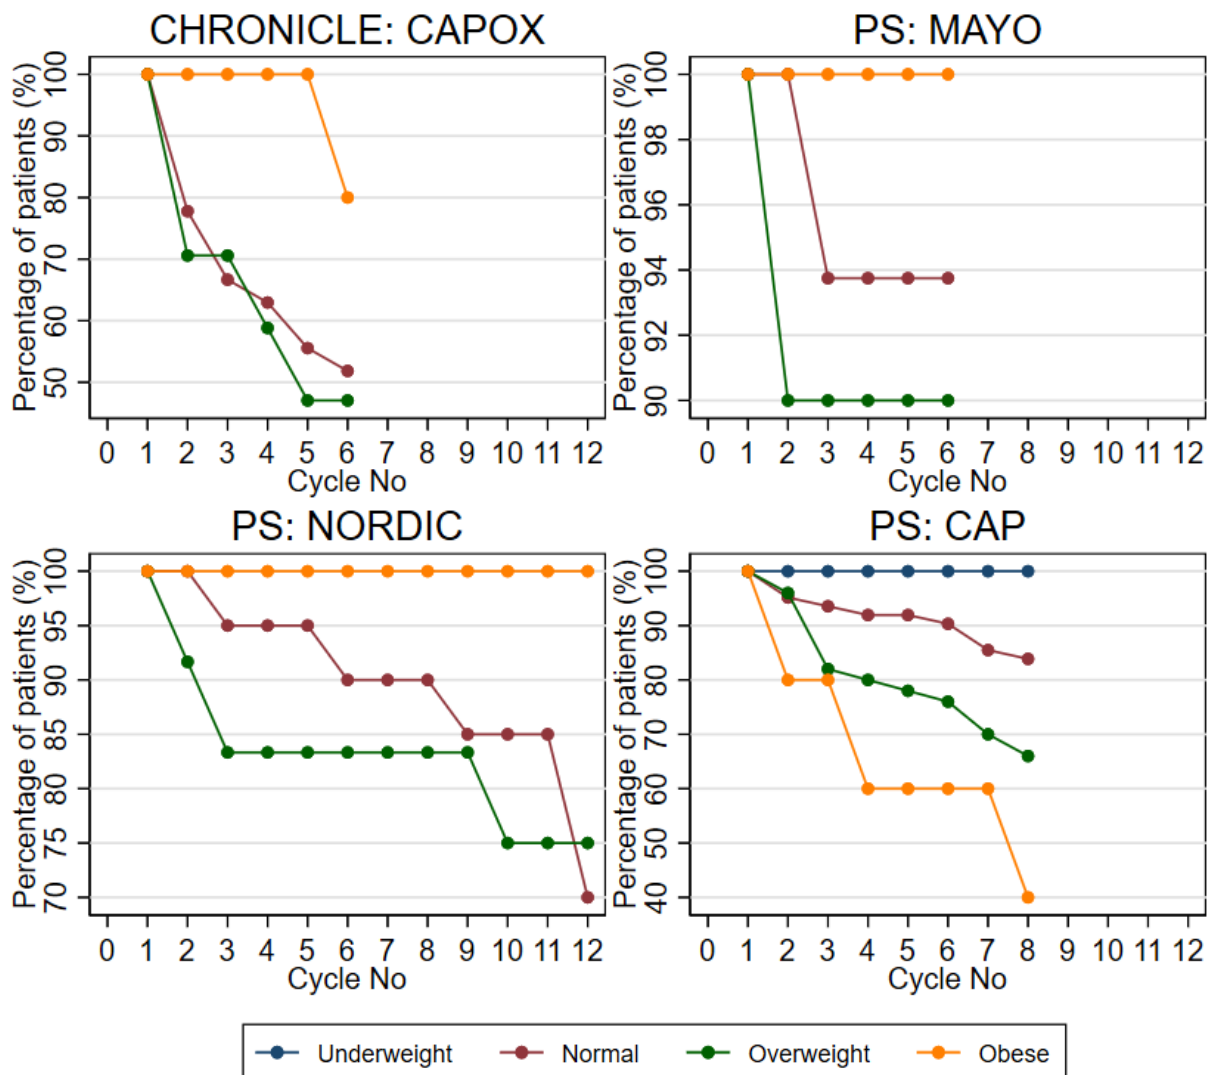 CHRONICLE: CAPOX
Percentage of patients (%)
100
90
80
70
60
50
0 1 2 3 4 5 6 7 8 9 10 11 12
Cycle No
PS: MAYO
Percentage of patients (%)
100
98
96
94
92
90
0 1 2 3 4 5 6 7 8 9 10 11 12
Cycle No
PS: NORDIC
Percentage of patients (%)
100
95
90
85
80
75
70
0 1 2 3 4 5 6 7 8 9 10 11 12
Cycle No
PS: CAP
Percentage of patients (%)
100
90
80
70
60
50
40
0 1 2 3 4 5 6 7 8 9 10 11 12
Cycle No
Underweight Normal Overweight Obese